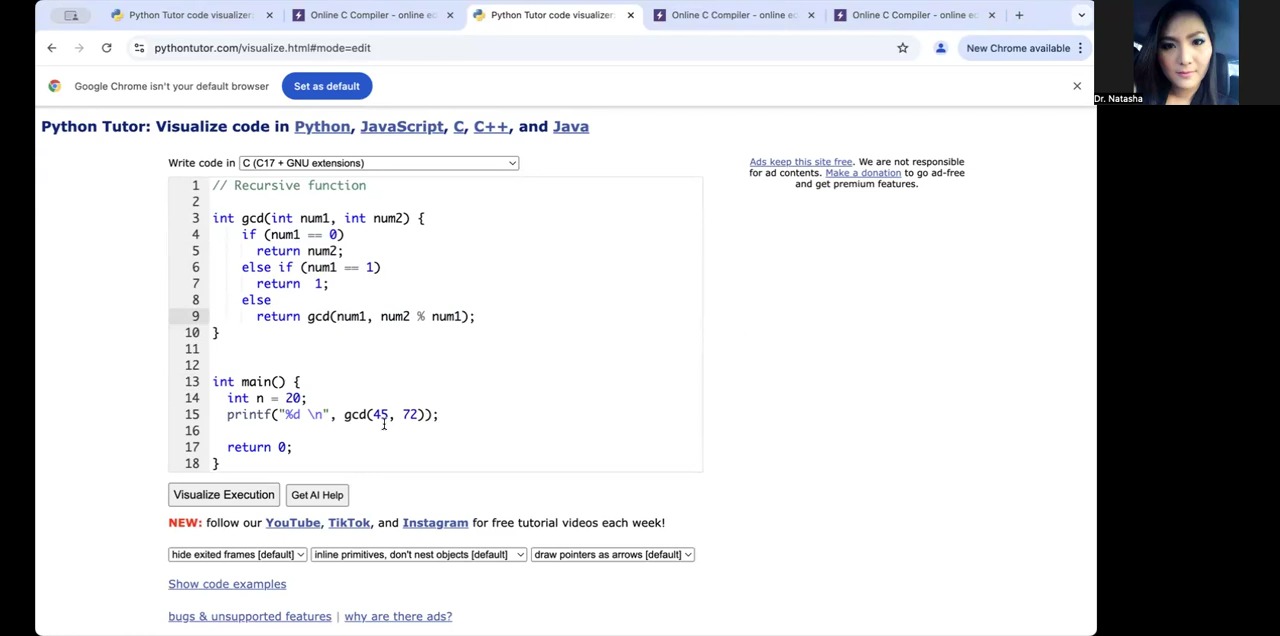 Python Tutor code visualizer:
Online C Compiler - online e
Python Tutor code visualizer:
Online C Compiler - online e
Online C Compiler - online e
pythontutor.com/visualize.html#mode=edit
New Chrome available
Google Chrome isn't your default browser
Set as default
Dr. Natasha
Python Tutor: Visualize code in Python, JavaScript, C, C++, and Java
Write code in C (C17 + GNU extensions)
Ads keep this site free. We are not responsible
for ad contents. Make a donation to go ad-free
and get premium features.
1 // Recursive function
2
3 int gcd(int num1, int num2) {
4 if (num1 == 0)
5 return num2;
6 else if (num1 == 1)
7 return 1;
8 else
9 return gcd(num1, num2 % num1);
10 }
11
12
13 int main() {
14 int n = 20;
15 printf("%d \n", gcd(45, 72));
16
17 return 0;
18 }
Visualize Execution
Get AI Help
NEW: follow our YouTube, TikTok, and Instagram for free tutorial videos each week!
hide exited frames [default]
inline primitives, don't nest objects [default]
draw pointers as arrows [default]
Show code examples
bugs & unsupported features | why are there ads?